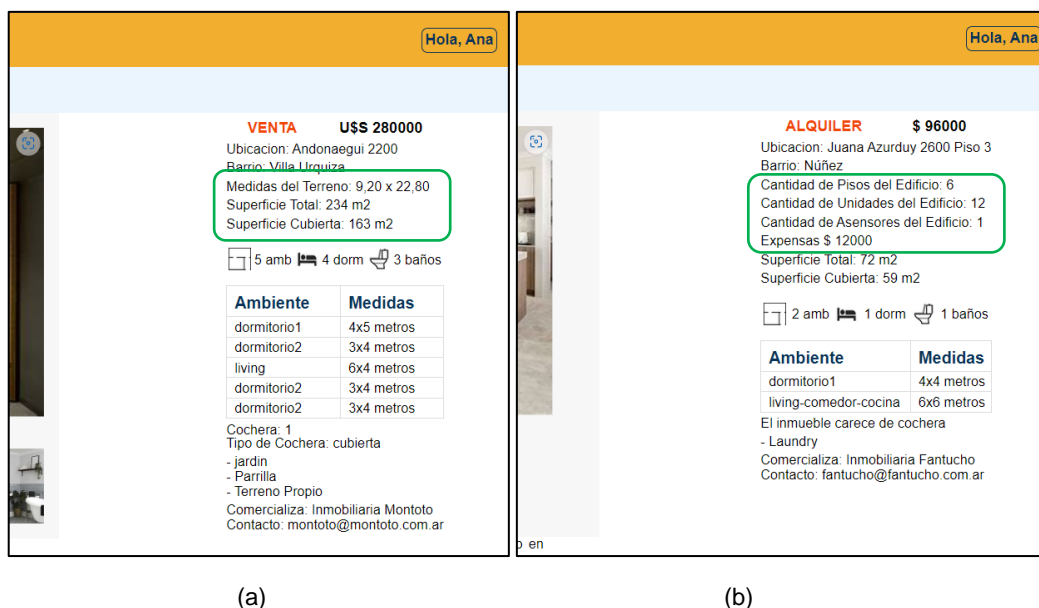 Hola, Ana
VENTA U$S 280000
Ubicacion: Andonaegui 2200
Barrio: Villa Urquiza
Medidas del Terreno: 9,20 x 22,80
Superficie Total: 234 m2
Superficie Cubierta: 163 m2
5 amb 4 dorm 3 baños
Ambiente Medidas
dormitorio1 4x5 metros
dormitorio2 3x4 metros
living 6x4 metros
dormitorio2 3x4 metros
dormitorio2 3x4 metros
Cochera: 1
Tipo de Cochera: cubierta
- jardin
- Parrilla
- Terreno Propio
Comercializa: Inmobiliaria Montoto
Contacto: montoto@montoto.com.ar
(a)
Hola, Ana
ALQUILER $ 96000
Ubicacion: Juana Azurduy 2600 Piso 3
Barrio: Núñez
Cantidad de Pisos del Edificio: 6
Cantidad de Unidades del Edificio: 12
Cantidad de Asensores del Edificio: 1
Expensas $ 12000
Superficie Total: 72 m2
Superficie Cubierta: 59 m2
2 amb 1 dorm 1 baños
Ambiente Medidas
dormitorio1 4x4 metros
living-comedor-cocina 6x6 metros
El inmueble carece de cochera
- Laundry
Comercializa: Inmobiliaria Fantucho
Contacto: fantucho@fantucho.com.ar
o en
(b)